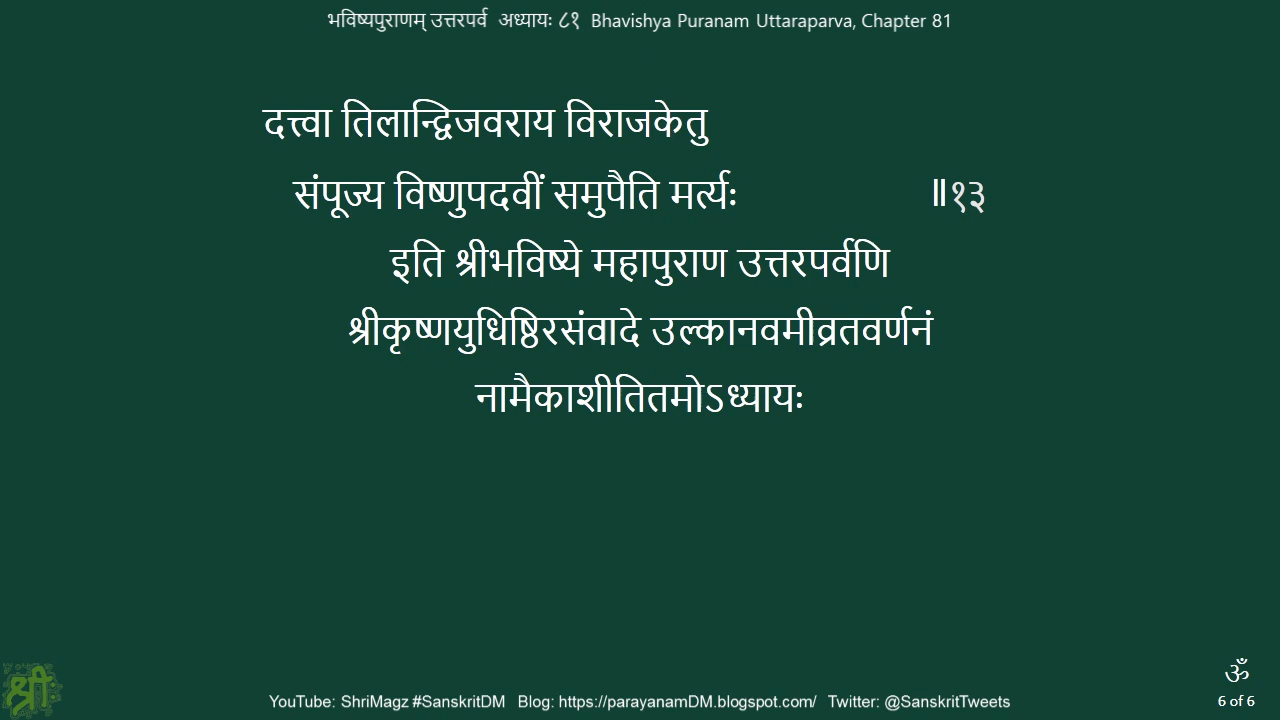 भविष्यपुराणम् उत्तरपर्व अध्यायः ८१ Bhavishya Puranam Uttaraparva, Chapter 81
दत्त्वा तिलान्द्विजवराय विराजकेतु
संपूज्य विष्णुपदवीं समुपैति मर्त्यः ॥१३
इति श्रीभविष्ये महापुराण उत्तरपर्वणि
श्रीकृष्णयुधिष्ठिरसंवादे उल्कानवमीव्रतवर्णनं
नामैकाशीतितमोऽध्यायः
श्रीः
ॐ
YouTube: ShriMagz #SanskritDM Blog: https://parayanamDM.blogspot.com/ Twitter: @SanskritTweets
6 of 6